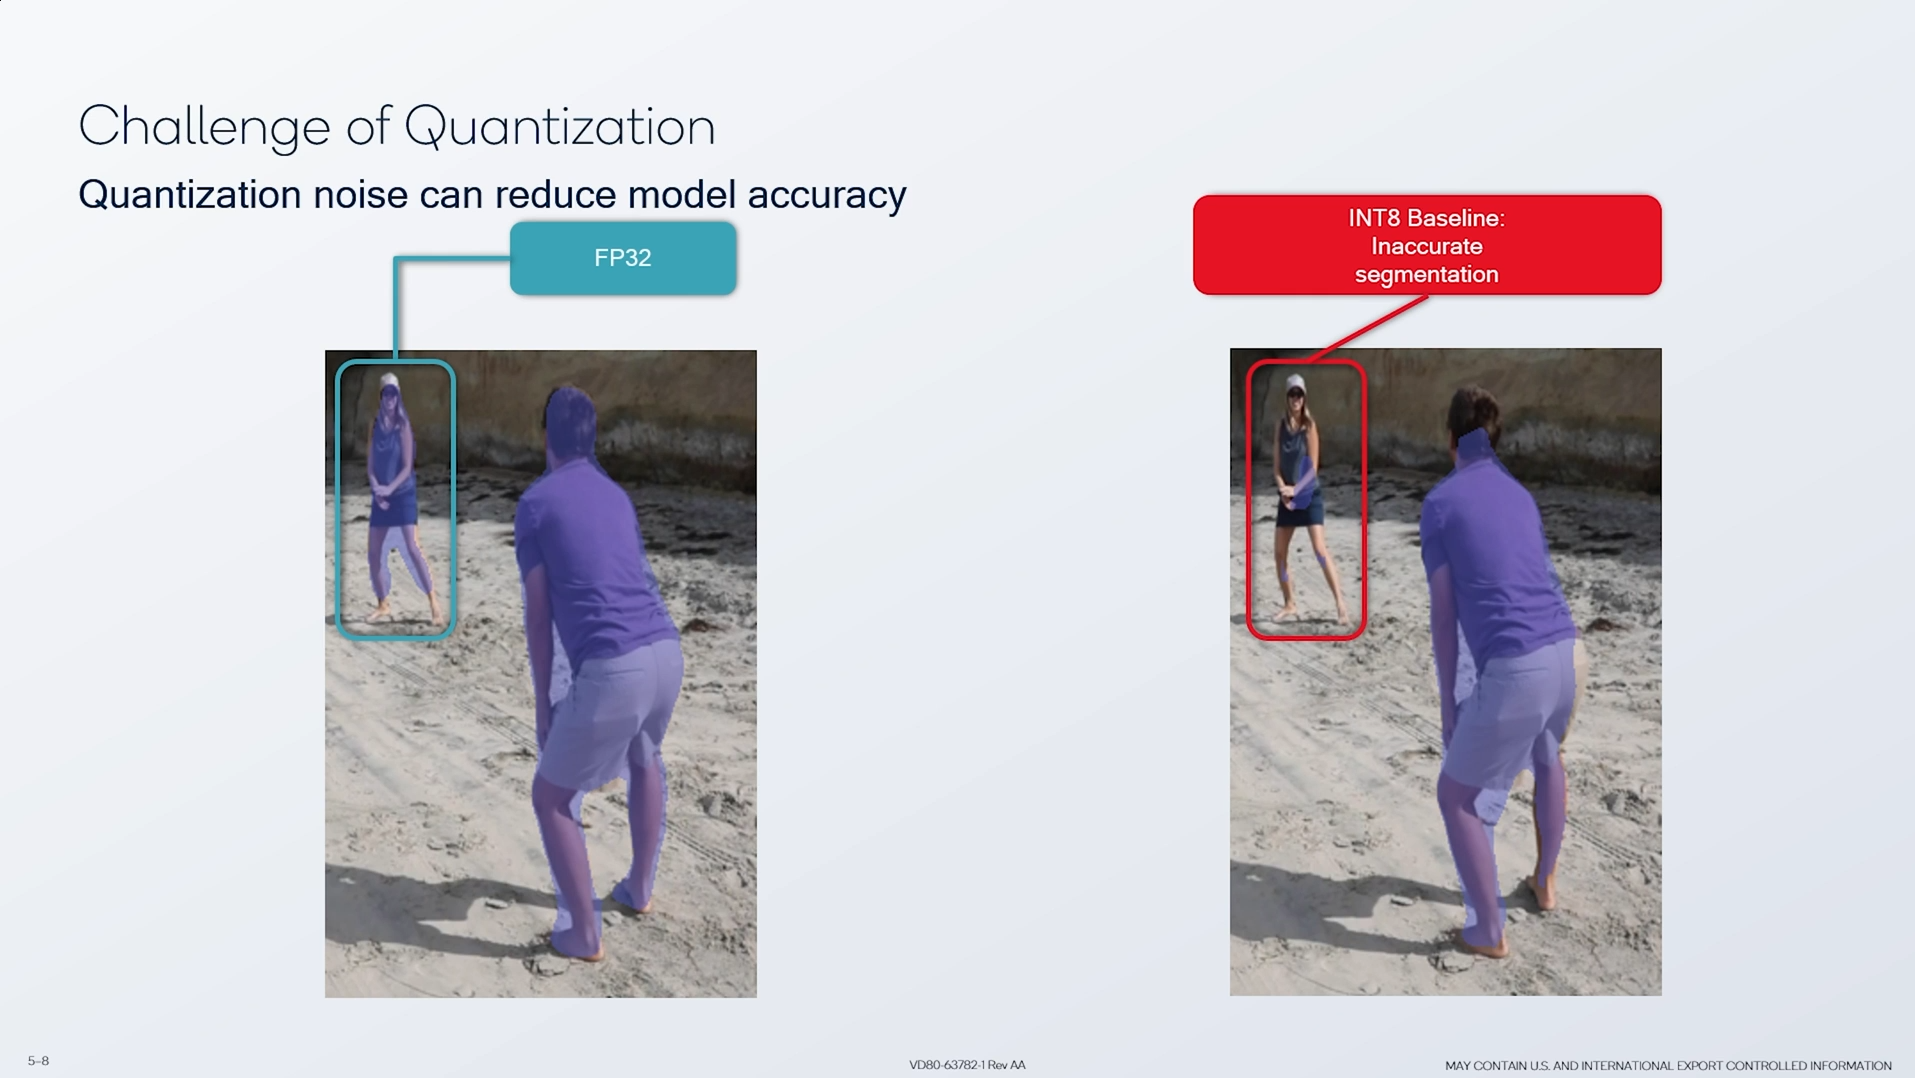 Challenge of Quantization
Quantization noise can reduce model accuracy
FP32
INT8 Baseline:
Inaccurate
segmentation
5-8
VD80-63782-1 Rev AA
MAY CONTAIN U.S. AND INTERNATIONAL EXPORT CONTROLLED INFORMATION